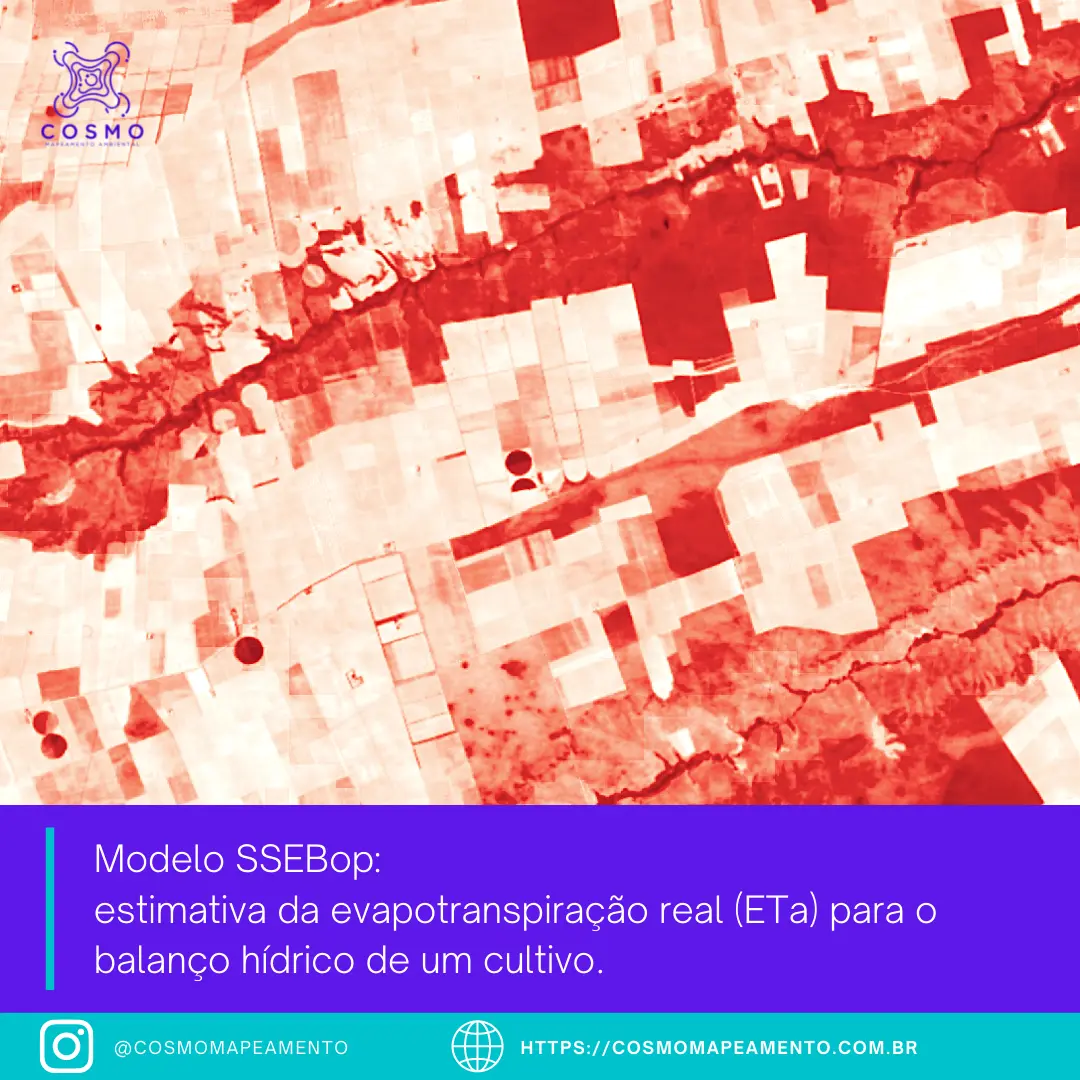 COSMO
MAPEAMENTO AMBIENTAL
Modelo SSEBop:
estimativa da evapotranspiração real (ETa) para o
balanço hídrico de um cultivo.
@COSMOMAPEAMENTO
HTTPS://COSMOMAPEAMENTO.COM.BR